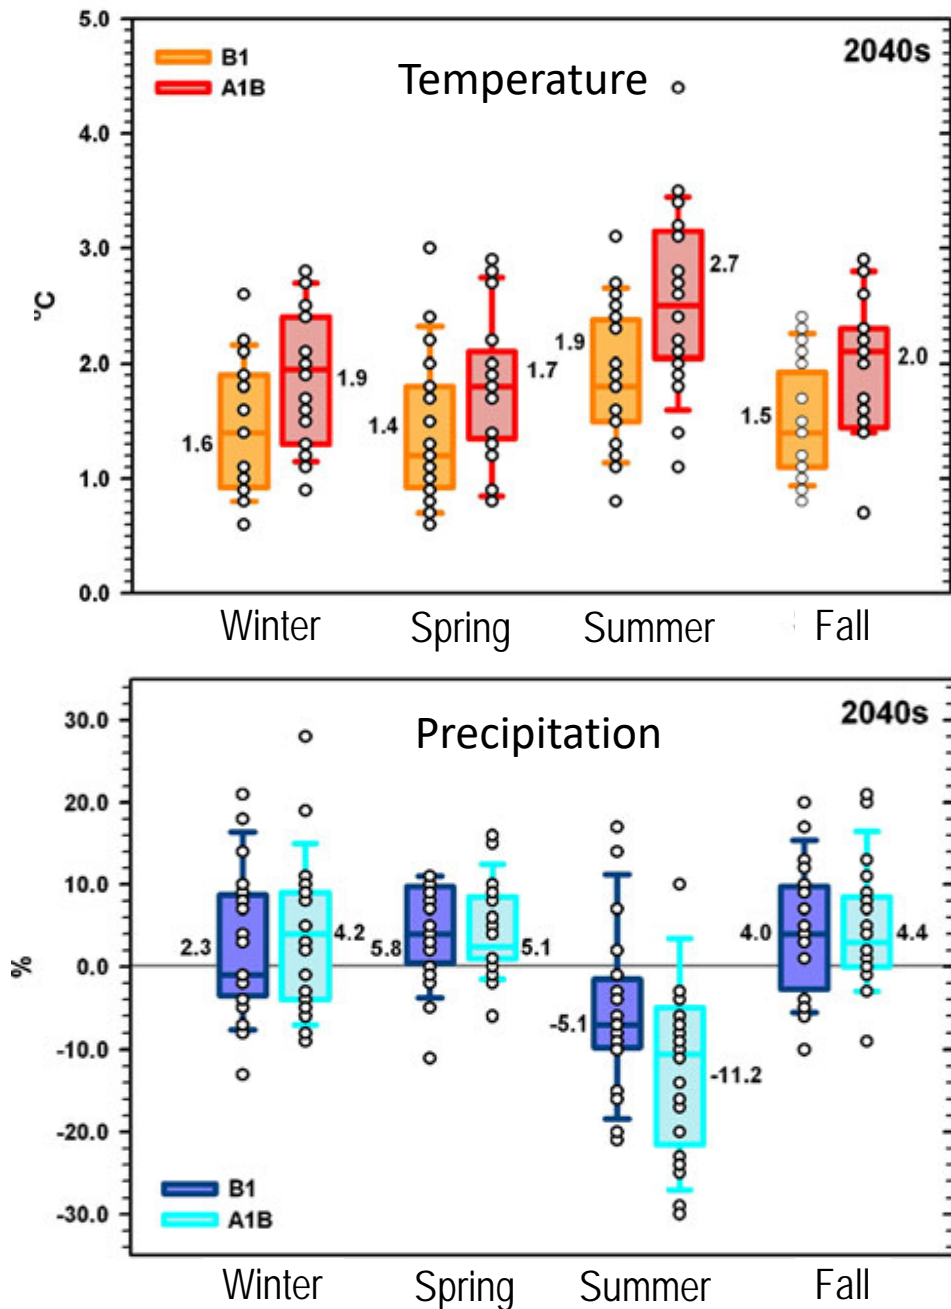 5.0
B1
A1B
Temperature
2040s
4.0
3.0
2.0
1.0
0.0
ºC
1.6
1.9
1.4
1.7
1.9
2.7
1.5
2.0
Winter
Spring
Summer
Fall
Precipitation
2040s
30.0
20.0
10.0
0.0
-10.0
-20.0
-30.0
%
2.3
4.2
5.8
5.1
-5.1
-11.2
4.0
4.4
B1
A1B
Winter
Spring
Summer
Fall